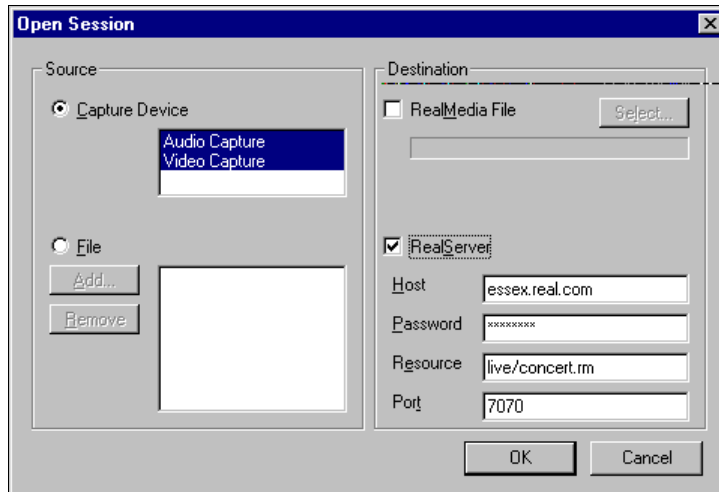 Open Session
Source
Capture Device
Audio Capture
Video Capture
File
Add...
Remove
Destination
RealMedia File
Select...
RealServer
Host
essex.real.com
Password
********
Resource
live/concert.rm
Port
7070
OK
Cancel